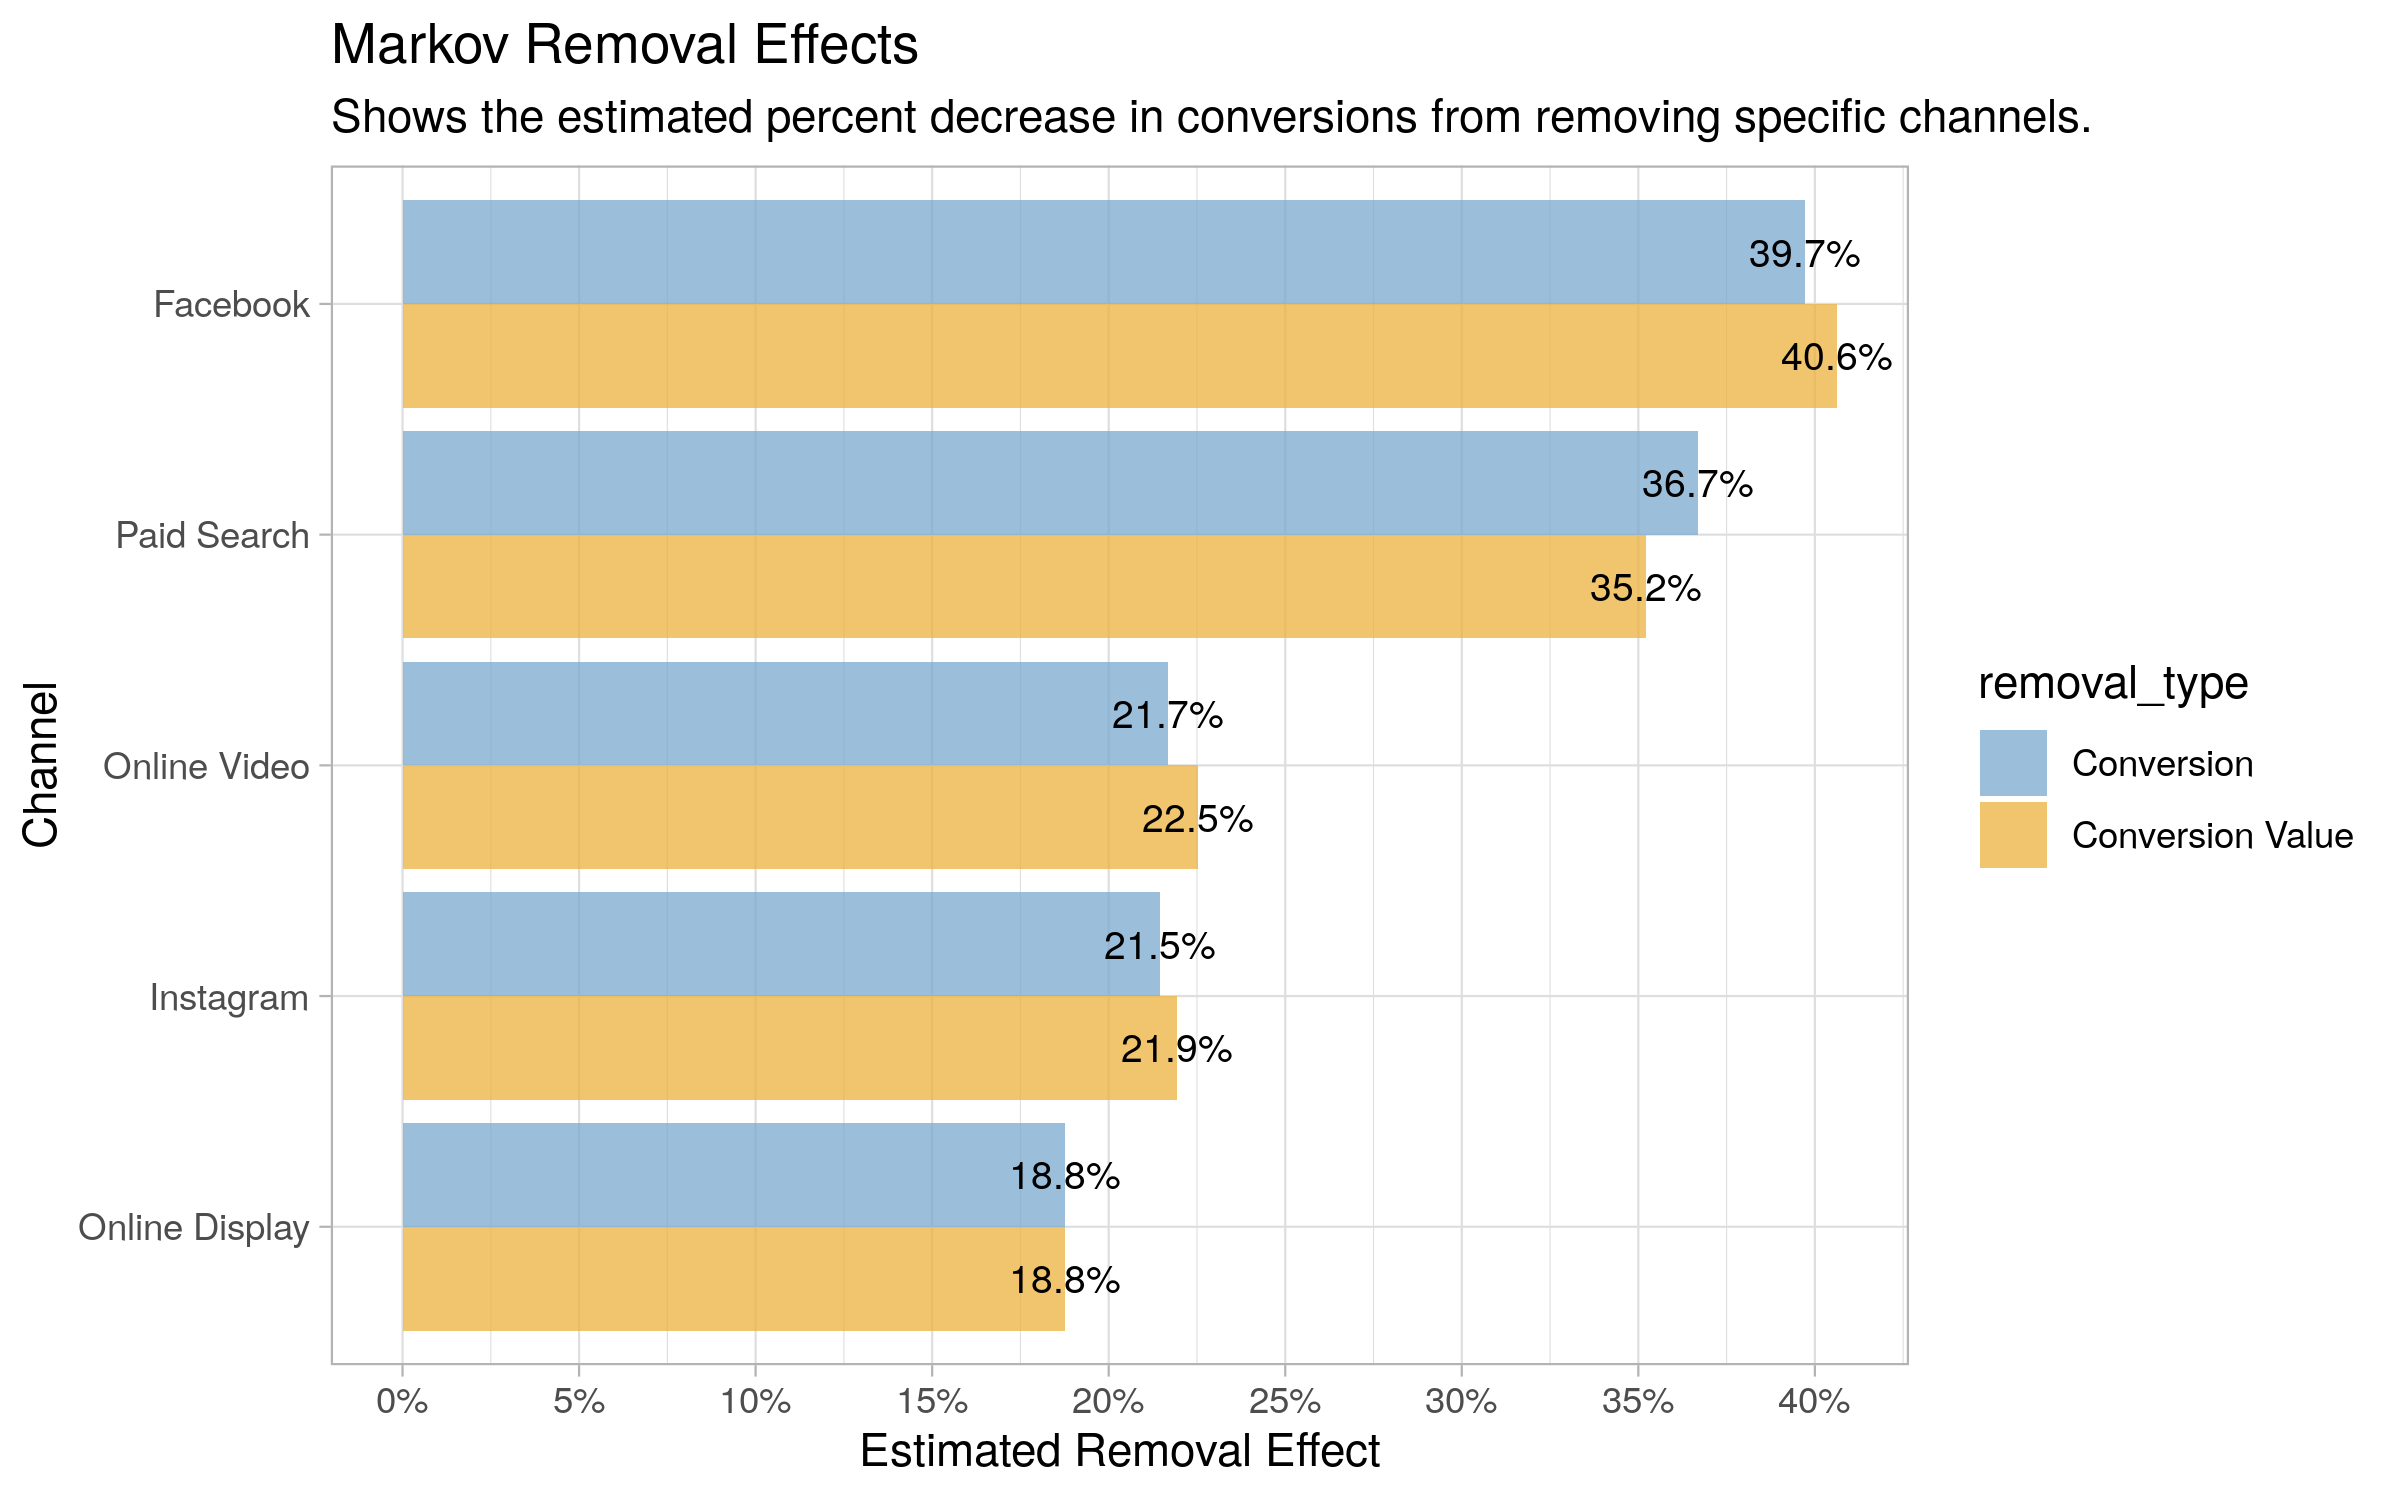 Markov Removal Effects
Shows the estimated percent decrease in conversions from removing specific channels.
Channel
Facebook
39.7%
40.6%
Paid Search
36.7%
35.2%
Online Video
21.7%
22.5%
Instagram
21.5%
21.9%
Online Display
18.8%
18.8%
0% 5% 10% 15% 20% 25% 30% 35% 40%
Estimated Removal Effect
removal_type
Conversion
Conversion Value